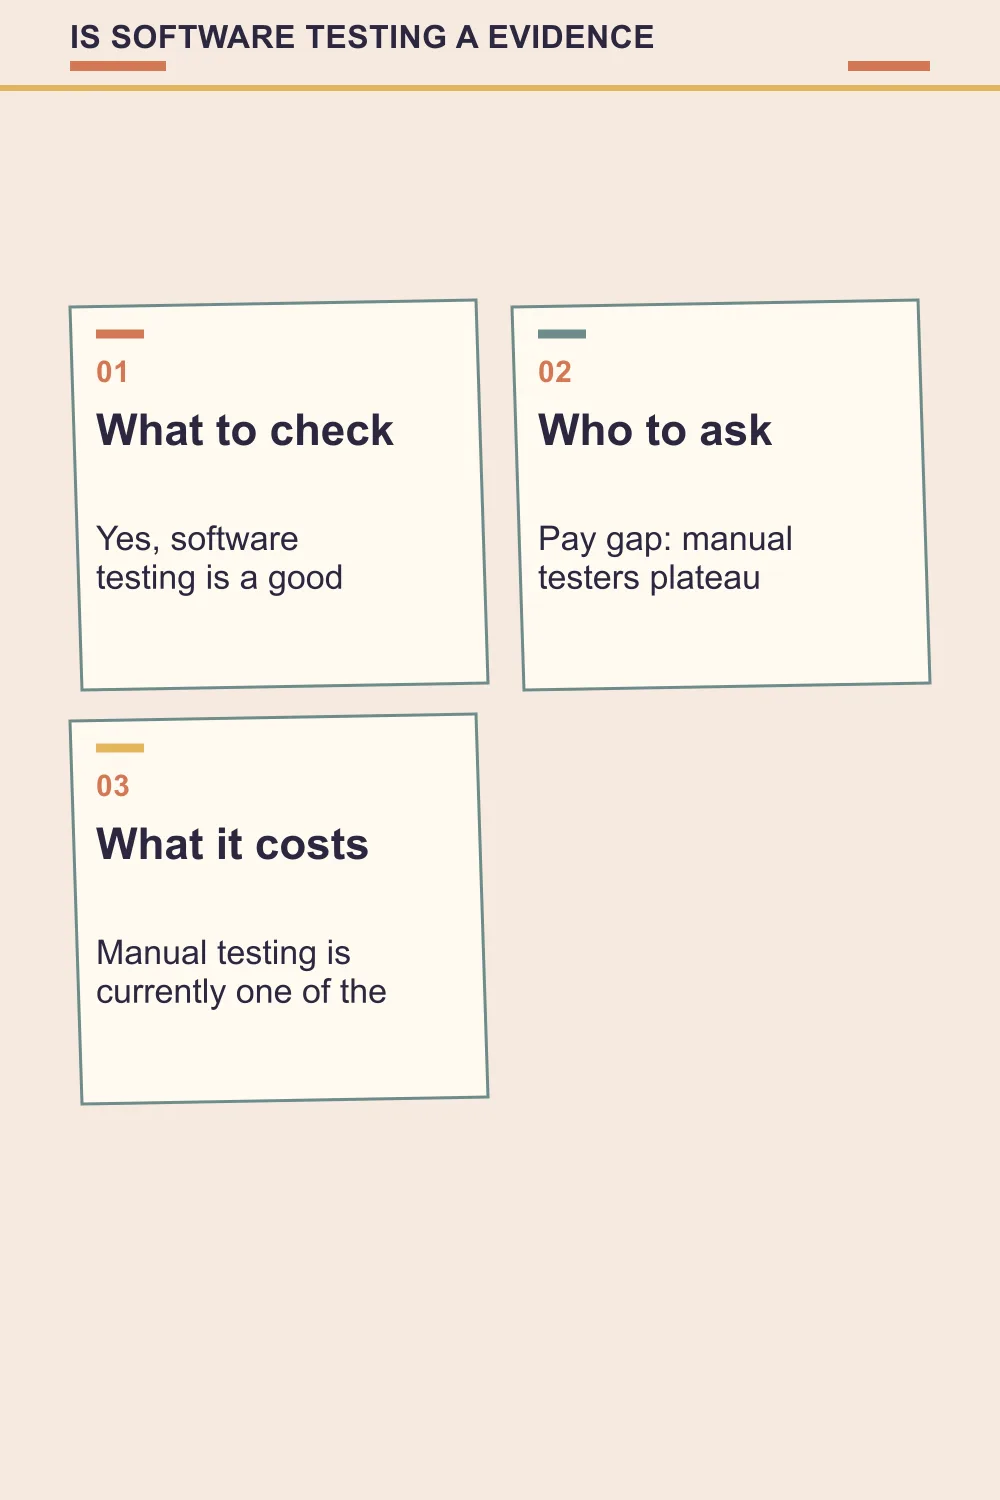 IS SOFTWARE TESTING A EVIDENCE
01
What to check
Yes, software
testing is a good
02
Who to ask
Pay gap: manual
testers plateau
03
What it costs
Manual testing is
currently one of the